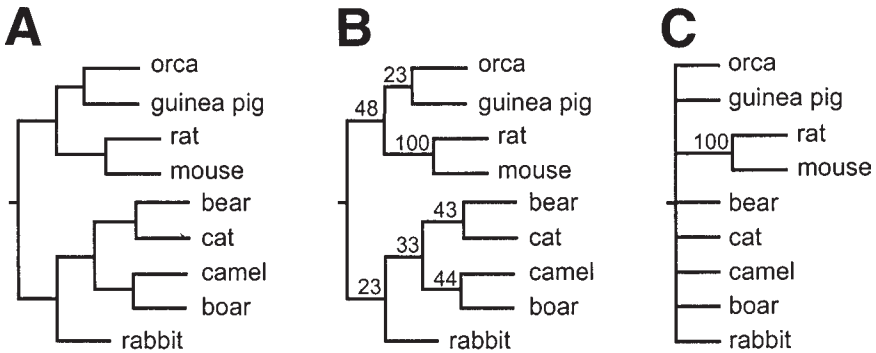 A
orca
guinea pig
rat
mouse
bear
cat
camel
boar
rabbit
B
23
orca
guinea pig
48
100
rat
mouse
43
bear
cat
33
44
camel
boar
23
rabbit
C
orca
guinea pig
100
rat
mouse
bear
cat
camel
boar
rabbit